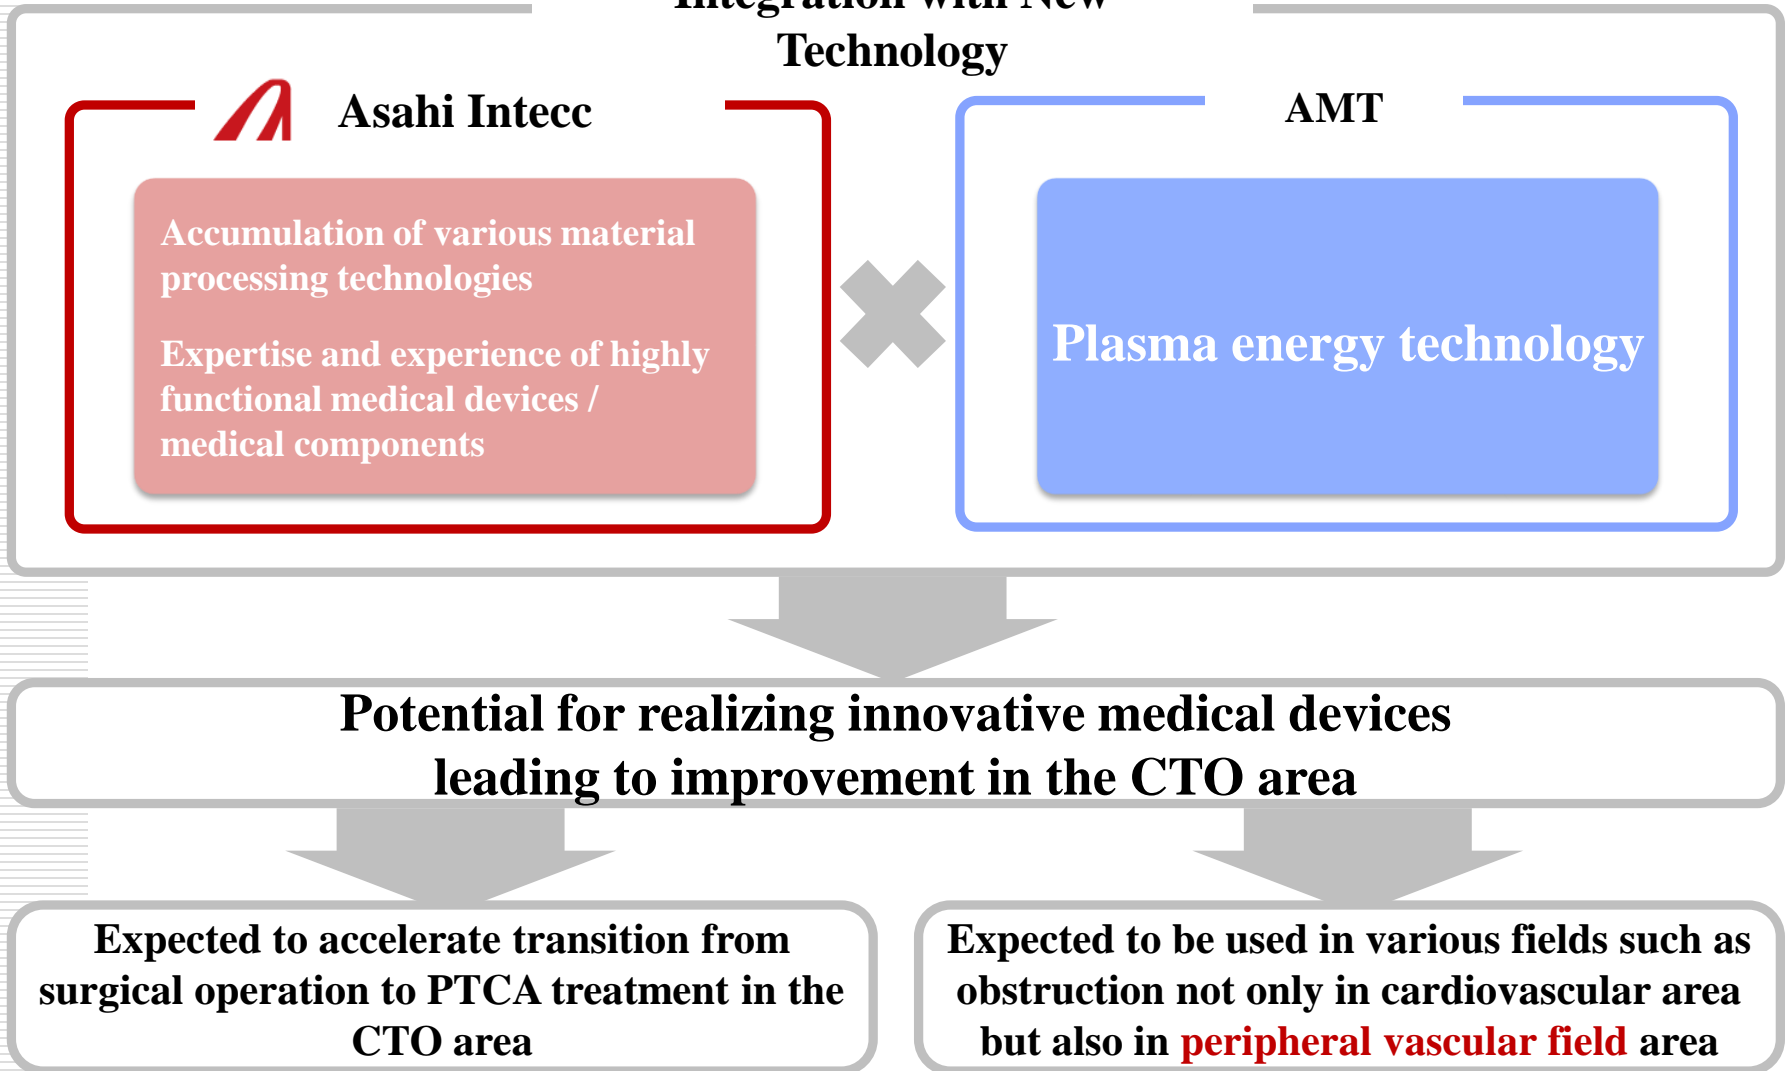 Integration with New
Technology
Asahi Intecc
AMT
Accumulation of various material
processing technologies
Expertise and experience of highly
functional medical devices /
medical components
Plasma energy technology
Potential for realizing innovative medical devices
leading to improvement in the CTO area
Expected to accelerate transition from
surgical operation to PTCA treatment in the
CTO area
Expected to be used in various fields such as
obstruction not only in cardiovascular area
but also in peripheral vascular field area